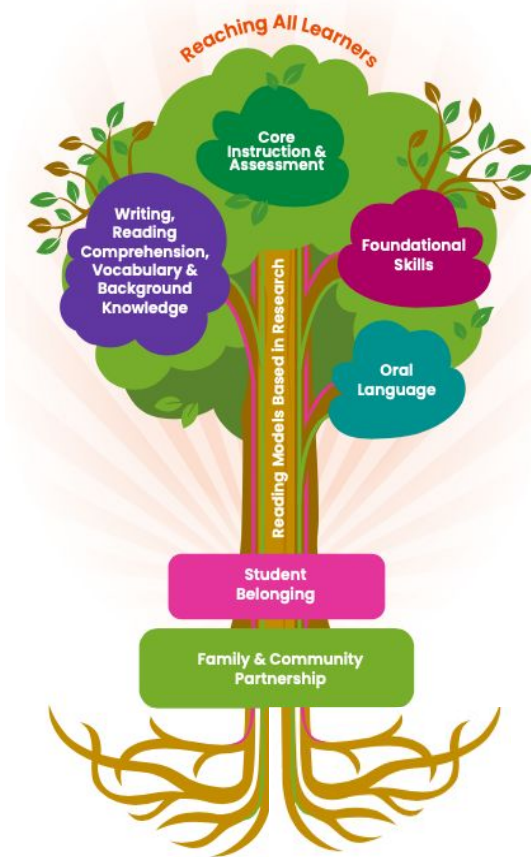 Reaching All Learners
Core
Instruction &
Assessment
Writing,
Reading
Comprehension,
Vocabulary &
Background
Knowledge
Foundational
Skills
Oral
Language
Reading Models Based in Research
Student
Belonging
Family & Community
Partnership